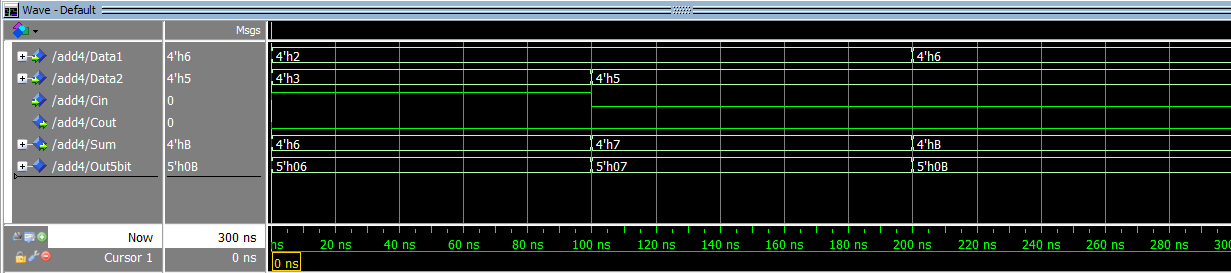 Wave - Default
Msgs
/add4/Data1 4'h6 4'h2 4'h6
/add4/Data2 4'h5 4'h3 4'h5
/add4/Cin 0
/add4/Cout 0
/add4/Sum 4'hB 4'h6 4'h7 4'hB
/add4/Out5bit 5'h0B 5'h06 5'h07 5'h0B
Now 300 ns ns 20 ns 40 ns 60 ns 80 ns 100 ns 120 ns 140 ns 160 ns 180 ns 200 ns 220 ns 240 ns 260 ns 280 ns 300
Cursor 1 0 ns 0 ns